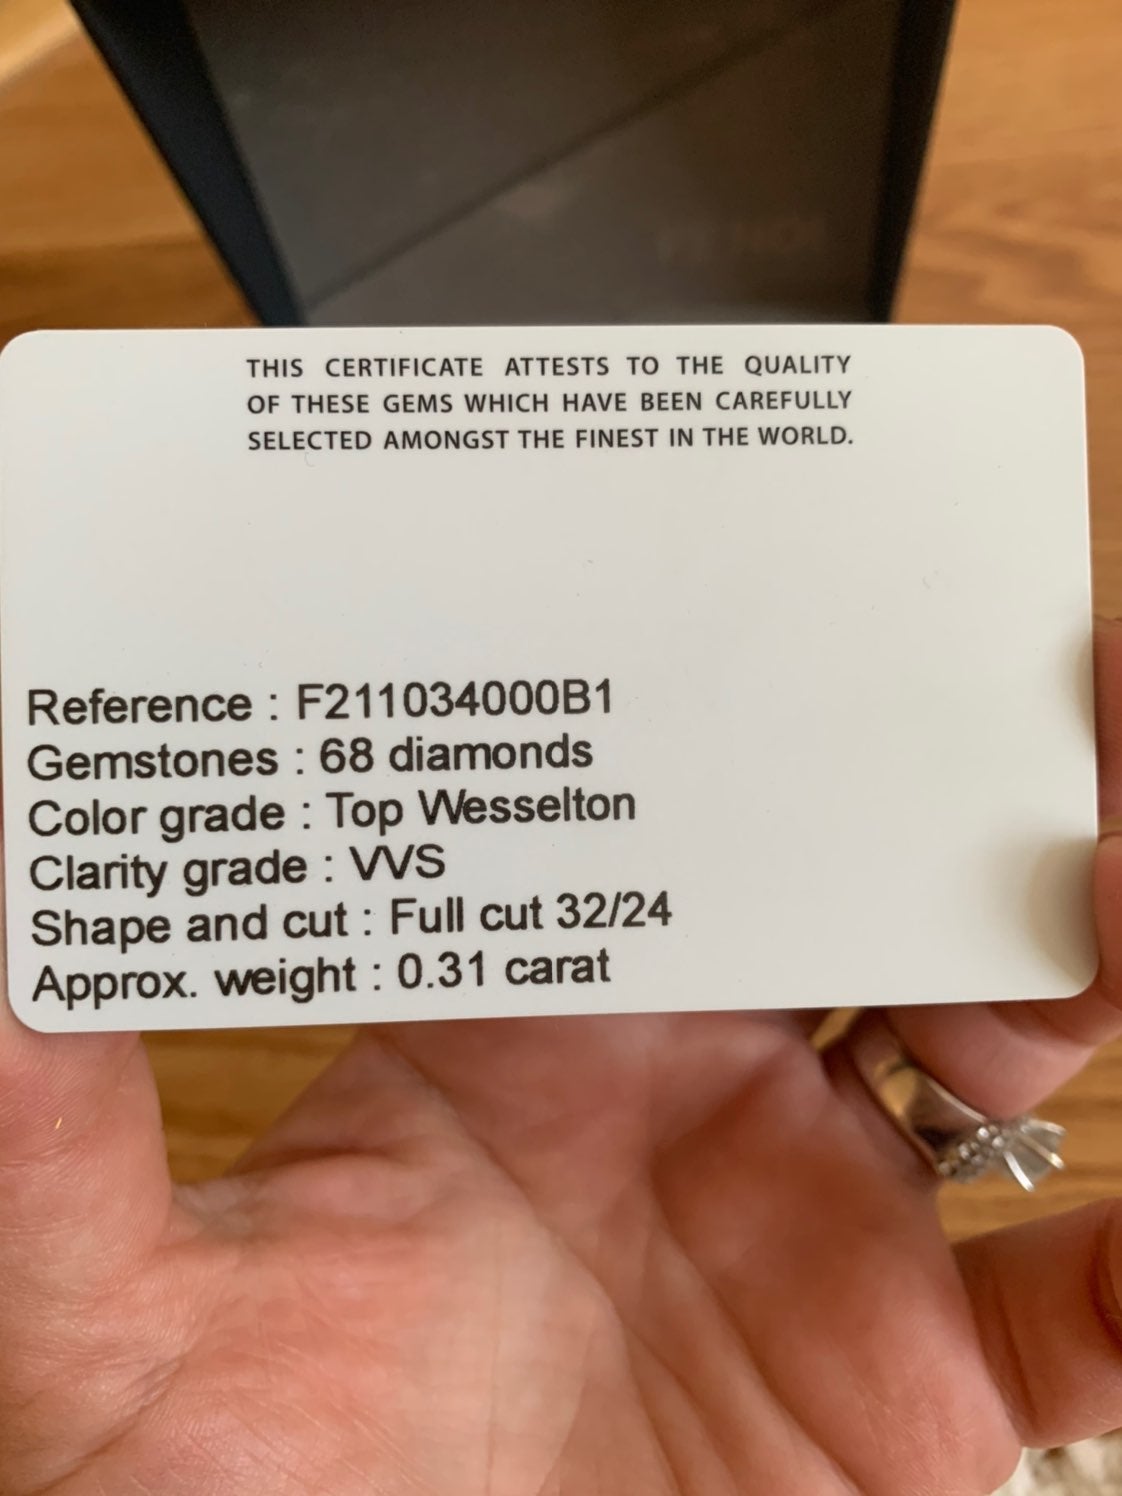 THIS CERTIFICATE ATTESTS TO THE QUALITY
OF THESE GEMS WHICH HAVE BEEN CAREFULLY
SELECTED AMONGST THE FINEST IN THE WORLD.
Reference : F211034000B1
Gemstones : 68 diamonds
Color grade : Top Wesselton
Clarity grade : VVS
Shape and cut : Full cut 32/24
Approx. weight : 0.31 carat